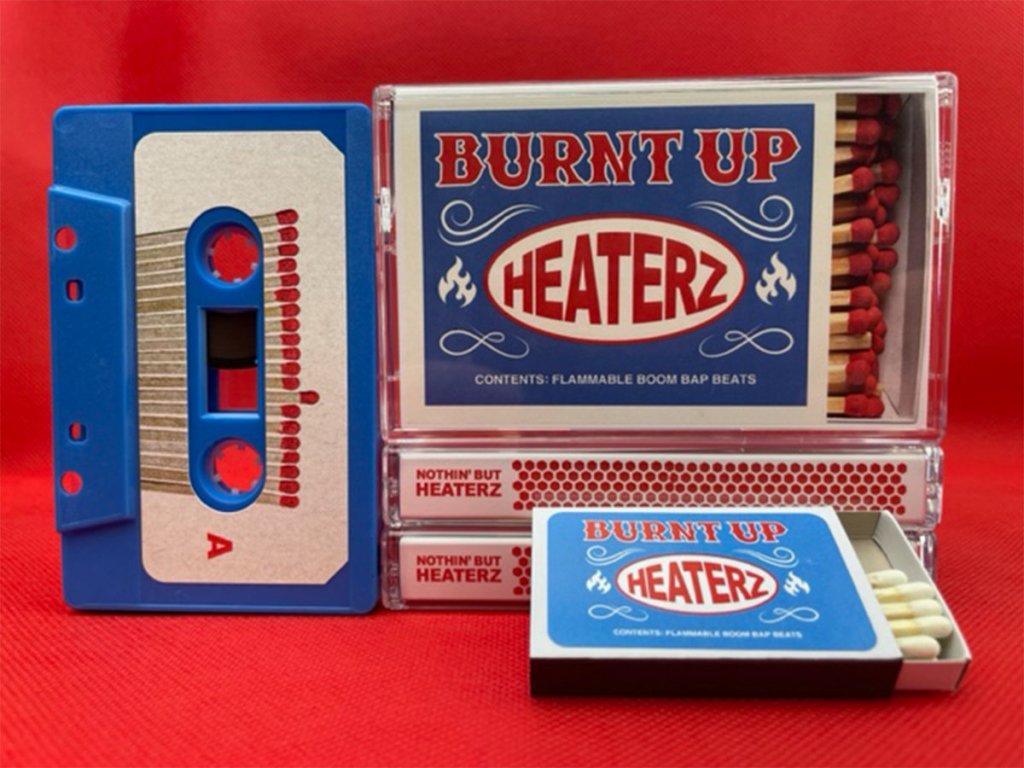 A
BURNT UP
HEATERZ
CONTENTS: FLAMMABLE BOOM BAP BEATS
NOTHIN' BUT
HEATERZ
NOTHIN' BUT
HEATERZ
BURNT UP
HEATERZ
CONTENTS: FLAMMABLE BOOM BAP BEATS